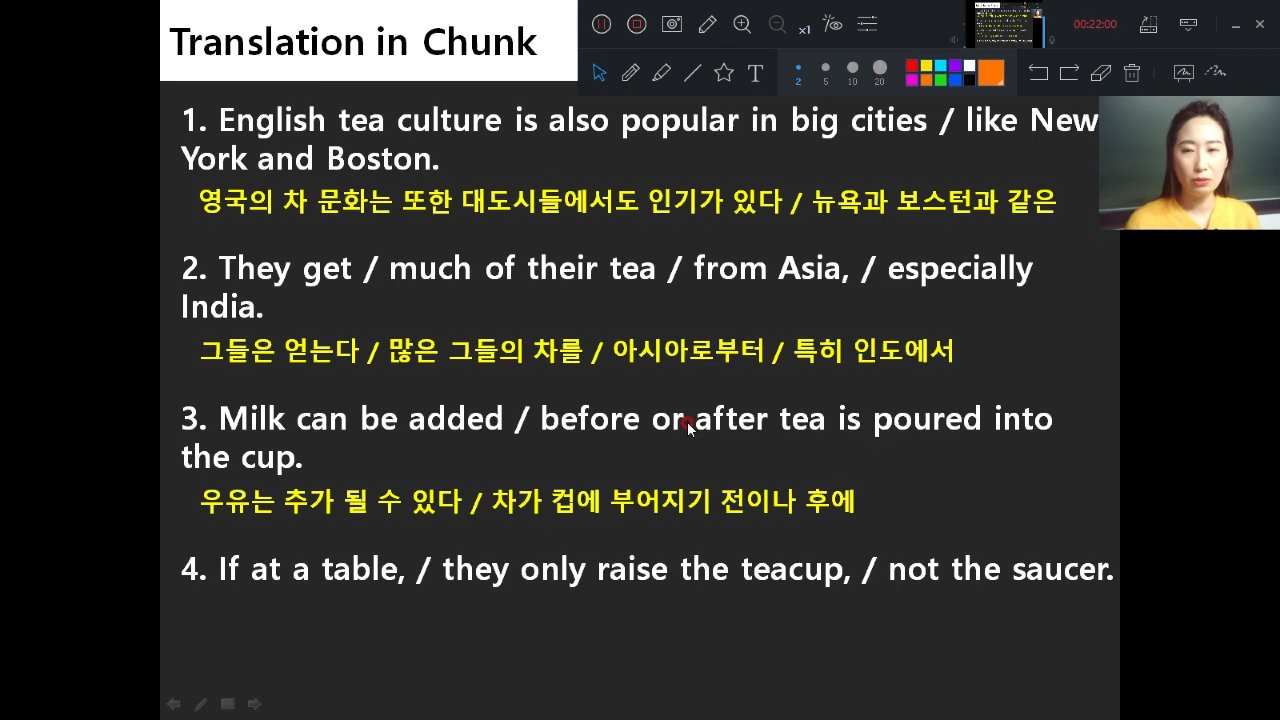 Translation in Chunk
x1
00:22:00
2
5
10
20
T
1. English tea culture is also popular in big cities / like New
York and Boston.
영국의 차 문화는 또한 대도시들에서도 인기가 있다 / 뉴욕과 보스턴과 같은
2. They get / much of their tea / from Asia, / especially
India.
그들은 얻는다 / 많은 그들의 차를 / 아시아로부터 / 특히 인도에서
3. Milk can be added / before or after tea is poured into
the cup.
우유는 추가 될 수 있다 / 차가 컵에 부어지기 전이나 후에
4. If at a table, / they only raise the teacup, / not the saucer.